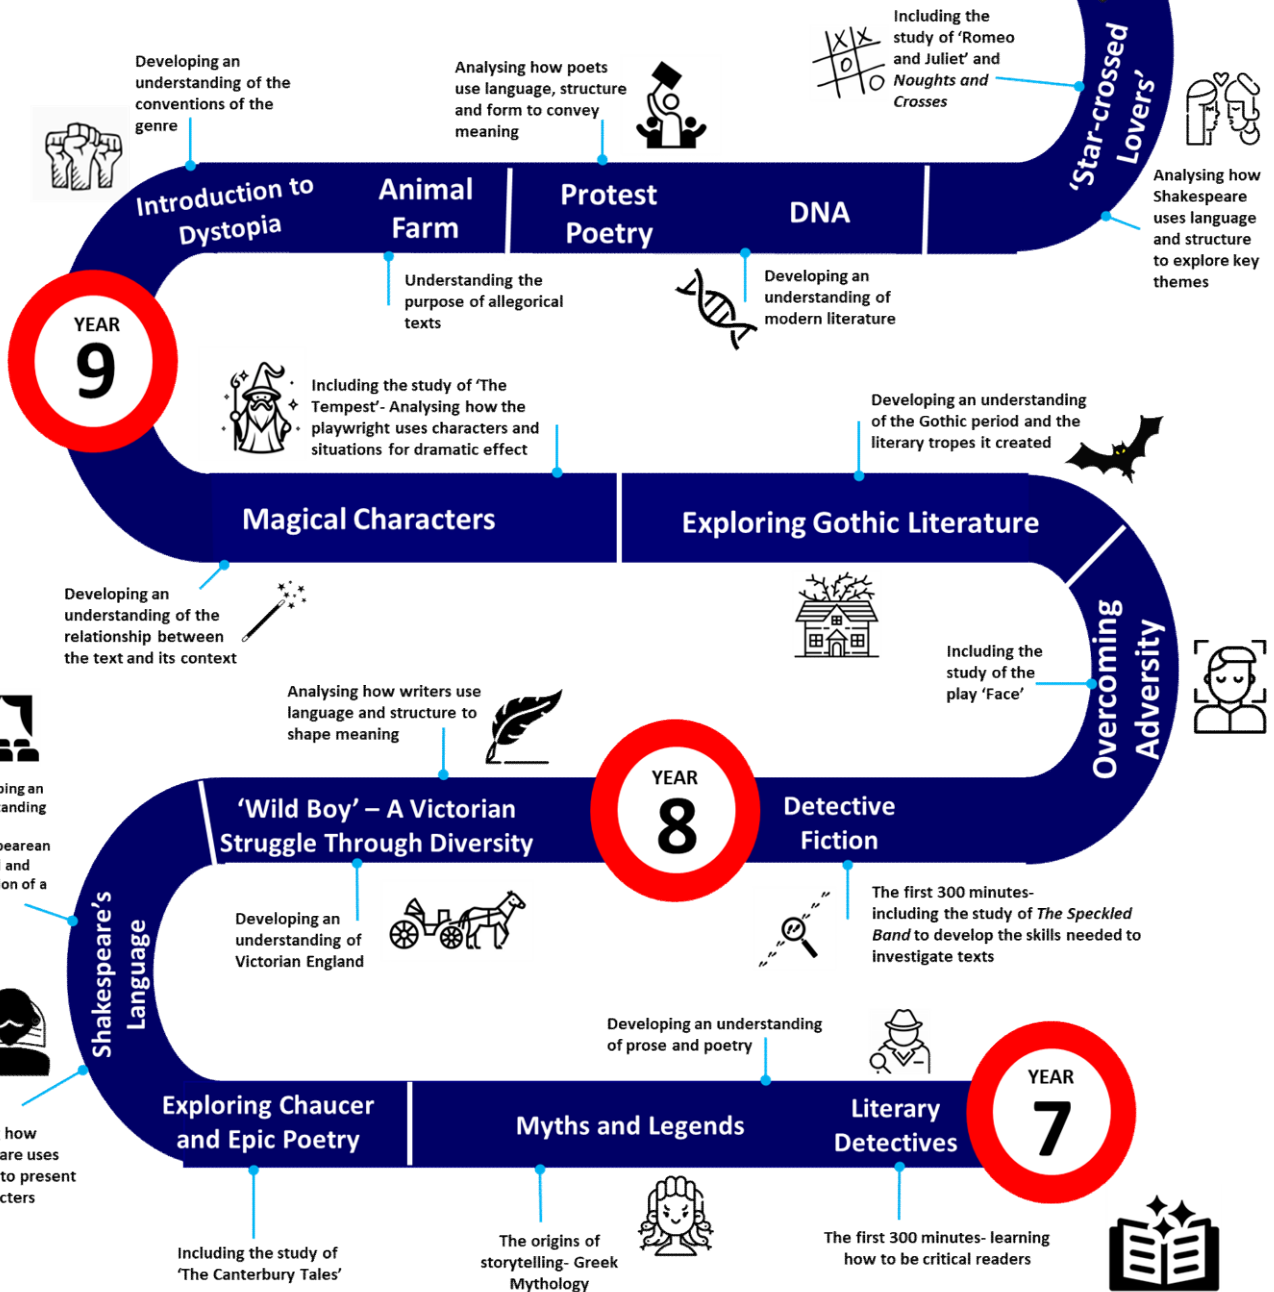 Including the
study of ‘Romeo
and Juliet’ and
Noughts and
Crosses
‘Star-crossed
Lovers’
Analysing how
Shakespeare
uses language
and structure
to explore key
themes
Developing an
understanding of the
conventions of the
genre
Analysing how poets
use language, structure
and form to convey
meaning
Introduction to
Dystopia
Animal
Farm
Protest
Poetry
DNA
Understanding the
purpose of allegorical
texts
Developing an
understanding of
modern literature
YEAR
9
Including the study of ‘The
Tempest’- Analysing how the
playwright uses characters and
situations for dramatic effect
Developing an understanding
of the Gothic period and the
literary tropes it created
Magical Characters
Exploring Gothic Literature
Developing an
understanding of the
relationship between
the text and its context
Overcoming
Adversity
Including the
study of the
play ‘Face’
Analysing how writers use
language and structure to
shape meaning
‘Wild Boy’ – A Victorian
Struggle Through Diversity
YEAR
8
Detective
Fiction
Developing an
understanding of
Victorian England
The first 300 minutes-
including the study of The Speckled
Band to develop the skills needed to
investigate texts
and
ion of a
Shakespeare’s
Language
how
are uses
to present
cters
Developing an understanding
of prose and poetry
Exploring Chaucer
and Epic Poetry
Myths and Legends
Literary
Detectives
YEAR
7
Including the study of
‘The Canterbury Tales’
The origins of
storytelling- Greek
Mythology
The first 300 minutes- learning
how to be critical readers
X X
O
O